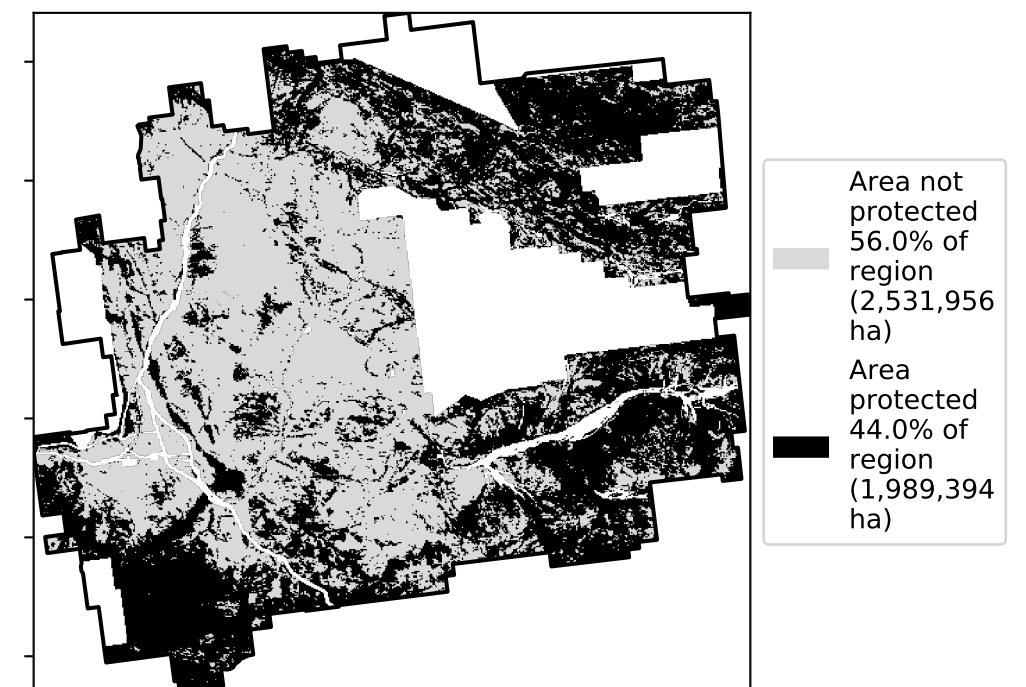 Area not
protected
56.0% of
region
(2,531,956
ha)
Area
protected
44.0% of
region
(1,989,394
ha)